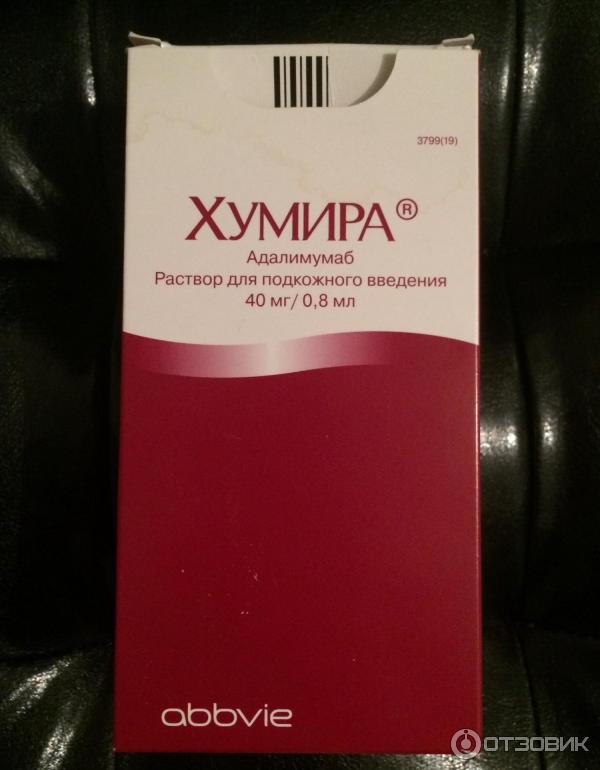 3799(19)
ХУМИРА®
Адалимумаб
Раствор для подкожного введения
40 мг/ 0,8 мл
abbvie
ОТЗОВИК